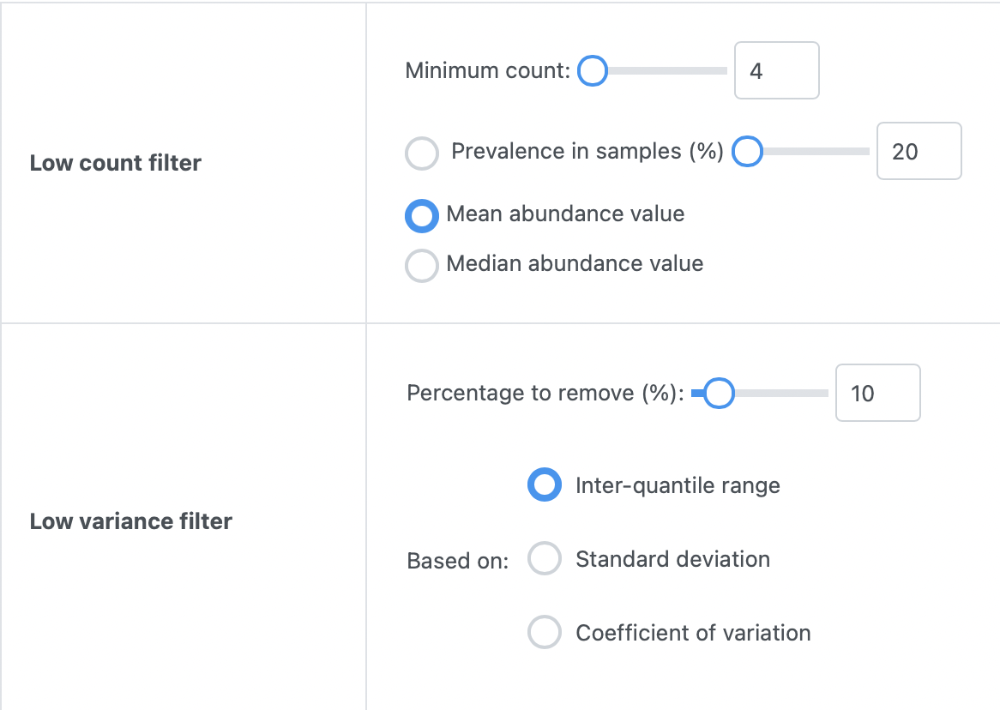 Low count filter
Minimum count: 4
Prevalence in samples (%) 20
Mean abundance value
Median abundance value
Low variance filter
Percentage to remove (%): 10
Based on:
Inter-quantile range
Standard deviation
Coefficient of variation